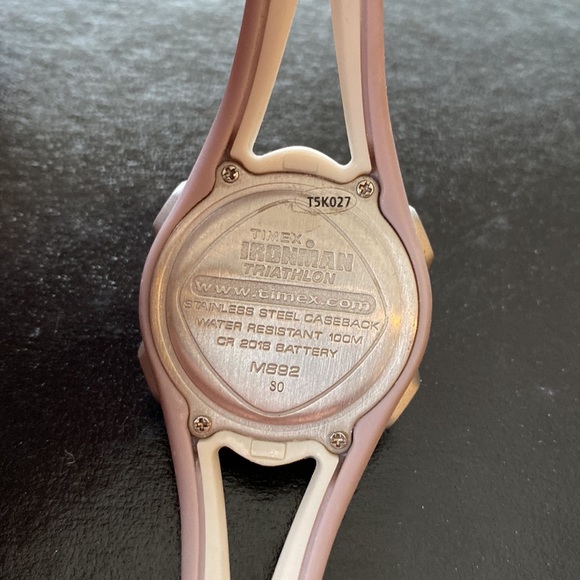 T5K027
TIMEX ®
IRONMAN
TRIATHLON
www.timex.com
STAINLESS STEEL CASEBACK
WATER RESISTANT 100M
CR 2016 BATTERY
M892
SO